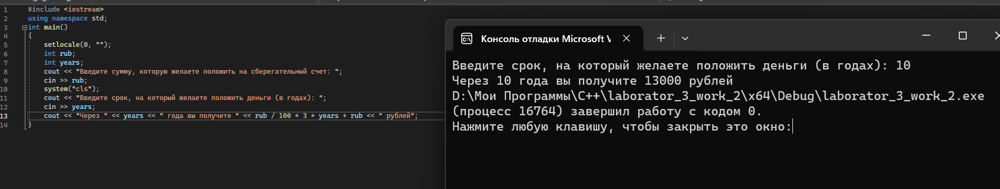 1 #include <iostream>
2 using namespace std;
3 int main()
4 {
5 setlocale(0, "");
6 int rub;
7 int years;
8 cout << "Введите сумму, которую желаете положить на сберегательный счет: ";
9 cin >> rub;
10 system("cls");
11 cout << "Введите срок, на который желаете положить деньги (в годах): ";
12 cin >> years;
13 cout << "Через " << years << " года вы получите " << rub / 100 * 3 * years + rub << " рублей";
14 }
Консоль отладки Microsoft V
Введите срок, на который желаете положить деньги (в годах): 10
Через 10 года вы получите 13000 рублей
D:\Мои Программы\C++\laborator_3_work_2\x64\Debug\laborator_3_work_2.exe
(процесс 16764) завершил работу с кодом 0.
Нажмите любую клавишу, чтобы закрыть это окно: